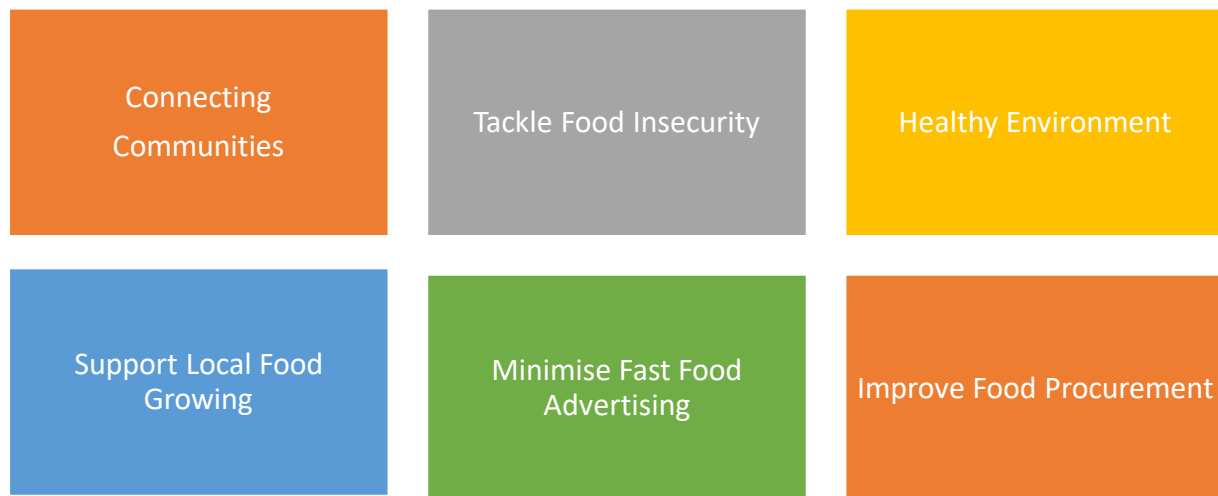 Connecting
Communities
Tackle Food Insecurity
Healthy Environment
Support Local Food
Growing
Minimise Fast Food
Advertising
Improve Food Procurement